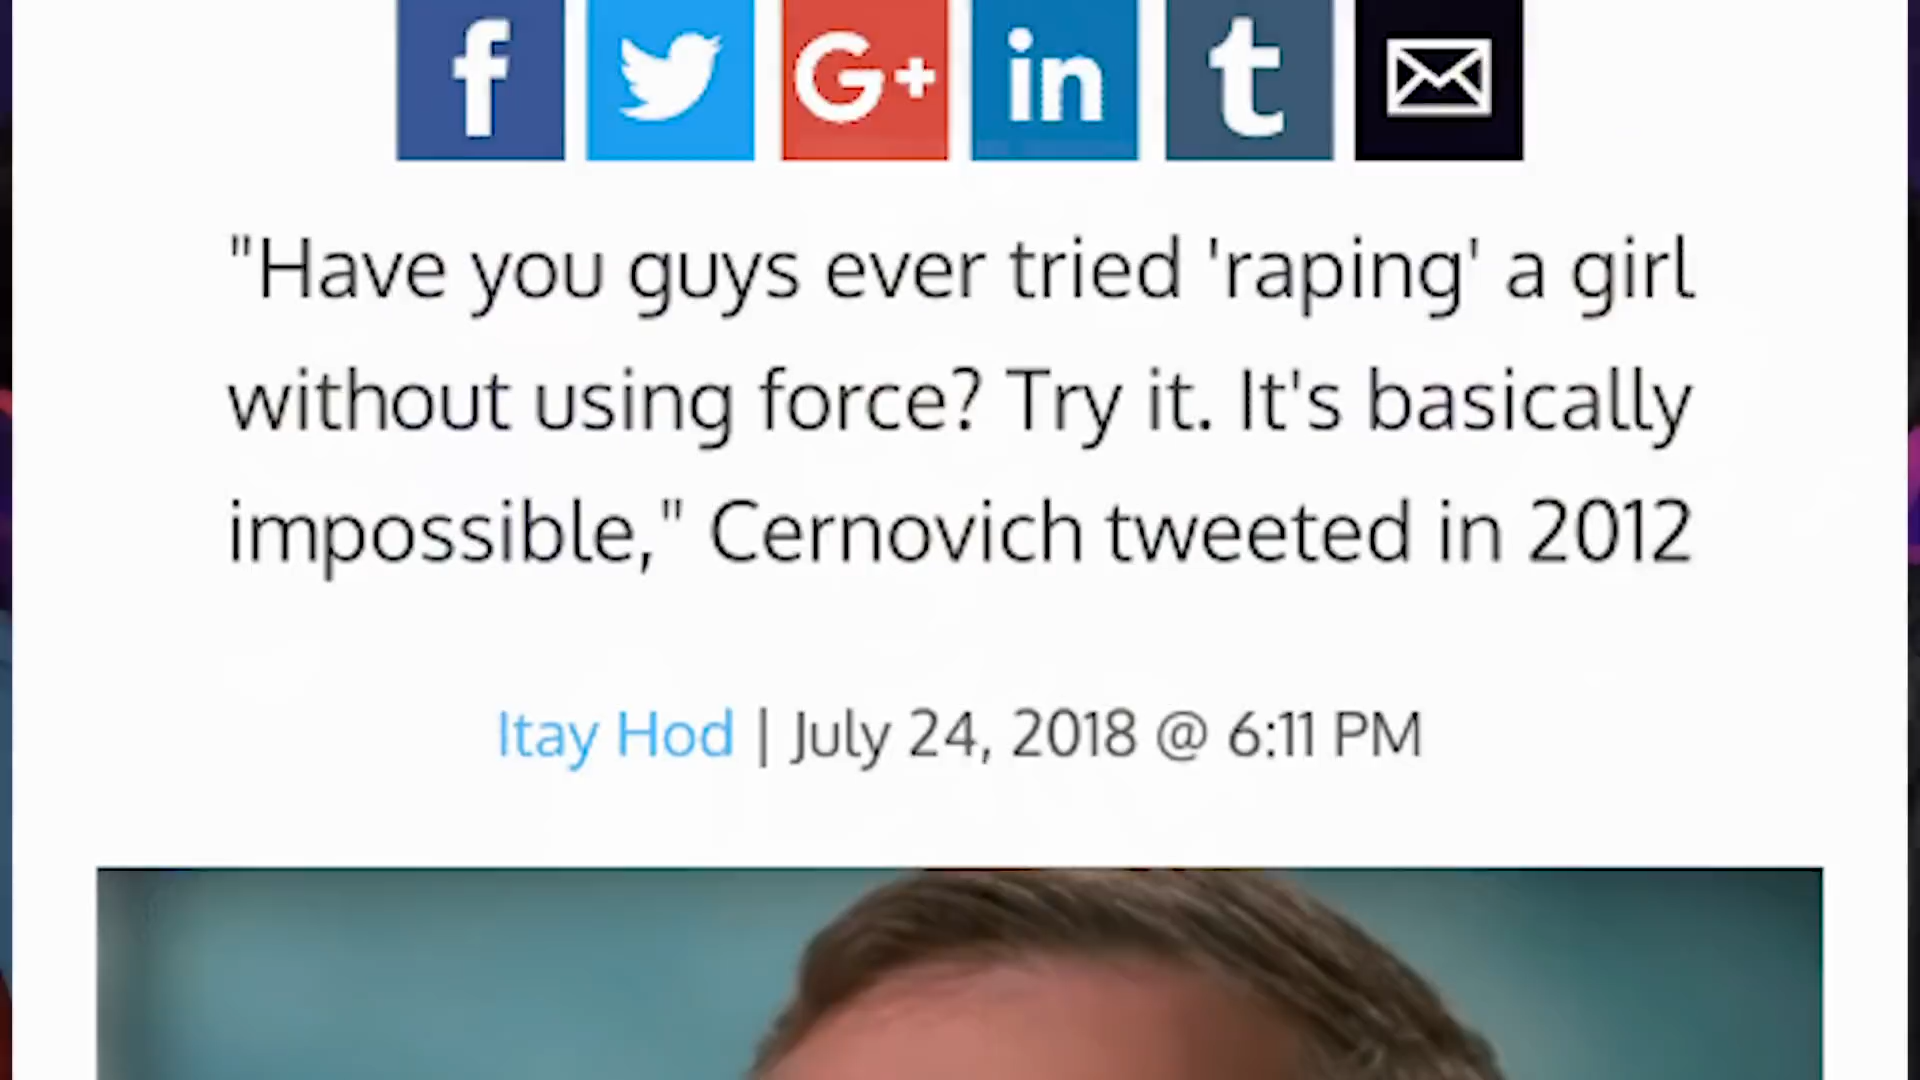 f G+ in t
"Have you guys ever tried 'raping' a girl
without using force? Try it. It's basically
impossible," Cernovich tweeted in 2012
Itay Hod | July 24, 2018 @ 6:11 PM